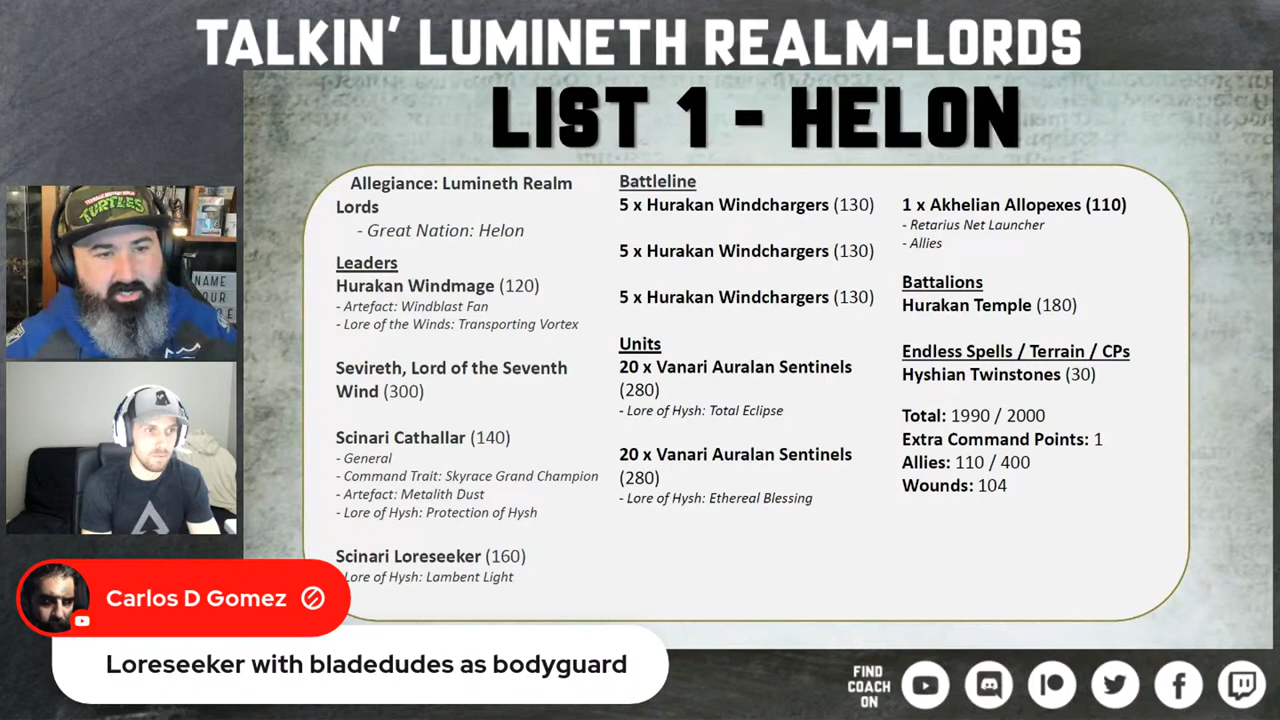 TALKIN' LUMINETH REALM-LORDS
LIST 1 - HELON
Allegiance: Lumineth Realm
Lords
- Great Nation: Helon
Leaders
Hurakan Windmage (120)
- Artefact: Windblast Fan
- Lore of the Winds: Transporting Vortex
Sevireth, Lord of the Seventh
Wind (300)
Scinari Cathallar (140)
- General
- Command Trait: Skyrace Grand Champion
- Artefact: Metalith Dust
- Lore of Hysh: Protection of Hysh
Scinari Loreseeker (160)
Lore of Hysh: Lambent Light
Battleline
5 x Hurakan Windchargers (130)
5 x Hurakan Windchargers (130)
5 x Hurakan Windchargers (130)
Units
20 x Vanari Auralan Sentinels
(280)
- Lore of Hysh: Total Eclipse
20 x Vanari Auralan Sentinels
(280)
- Lore of Hysh: Ethereal Blessing
1 x Akhelian Allopexes (110)
- Retarius Net Launcher
- Allies
Battalions
Hurakan Temple (180)
Endless Spells / Terrain / CPs
Hyshian Twinstones (30)
Total: 1990 / 2000
Extra Command Points: 1
Allies: 110 / 400
Wounds: 104
TURTLES
NAME
YOUR
Carlos D Gomez
Loreseeker with bladedudes as bodyguard
FIND
COACH
ON